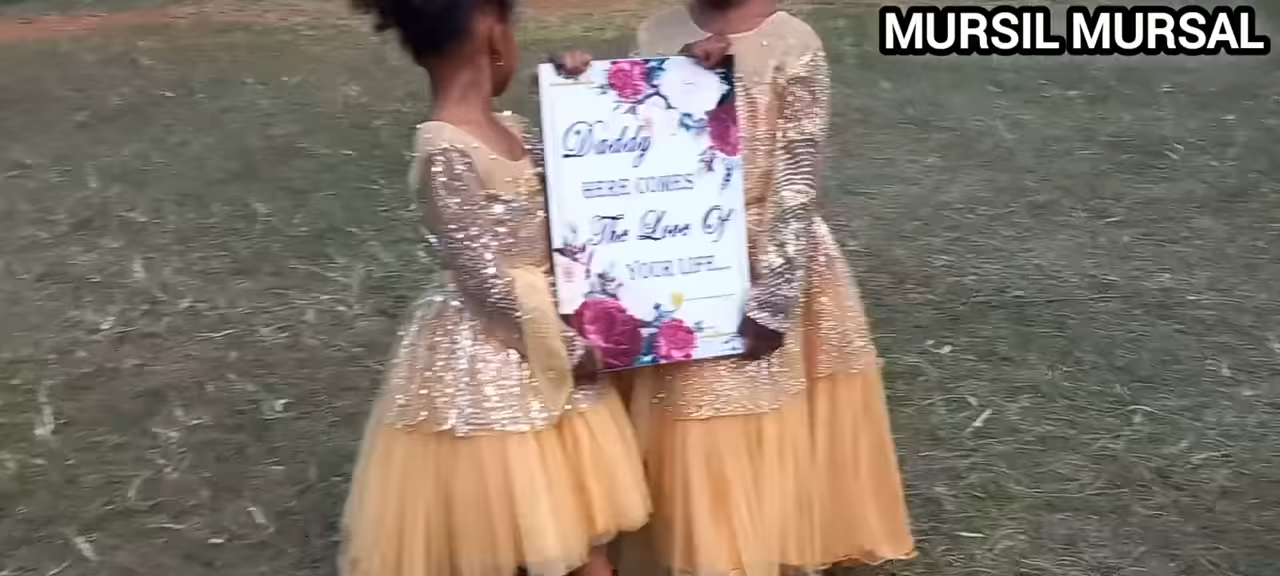 MURSIL MURSAL
Daddy
HERE COMES
The Love Of
YOUR LIFE...